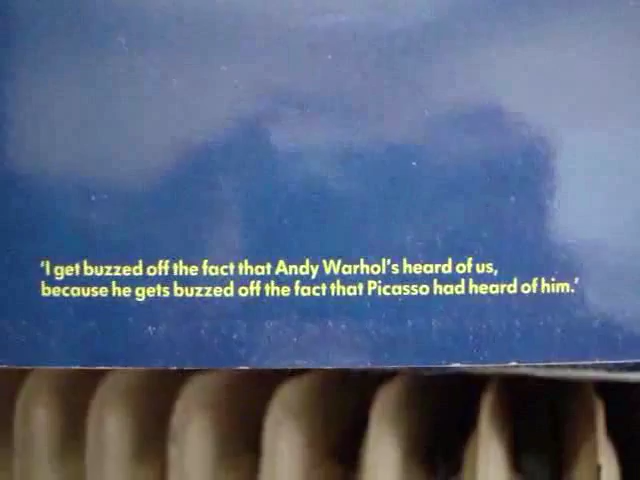 'I get buzzed off the fact that Andy Warhol's heard of us,
because he gets buzzed off the fact that Picasso had heard of him.'